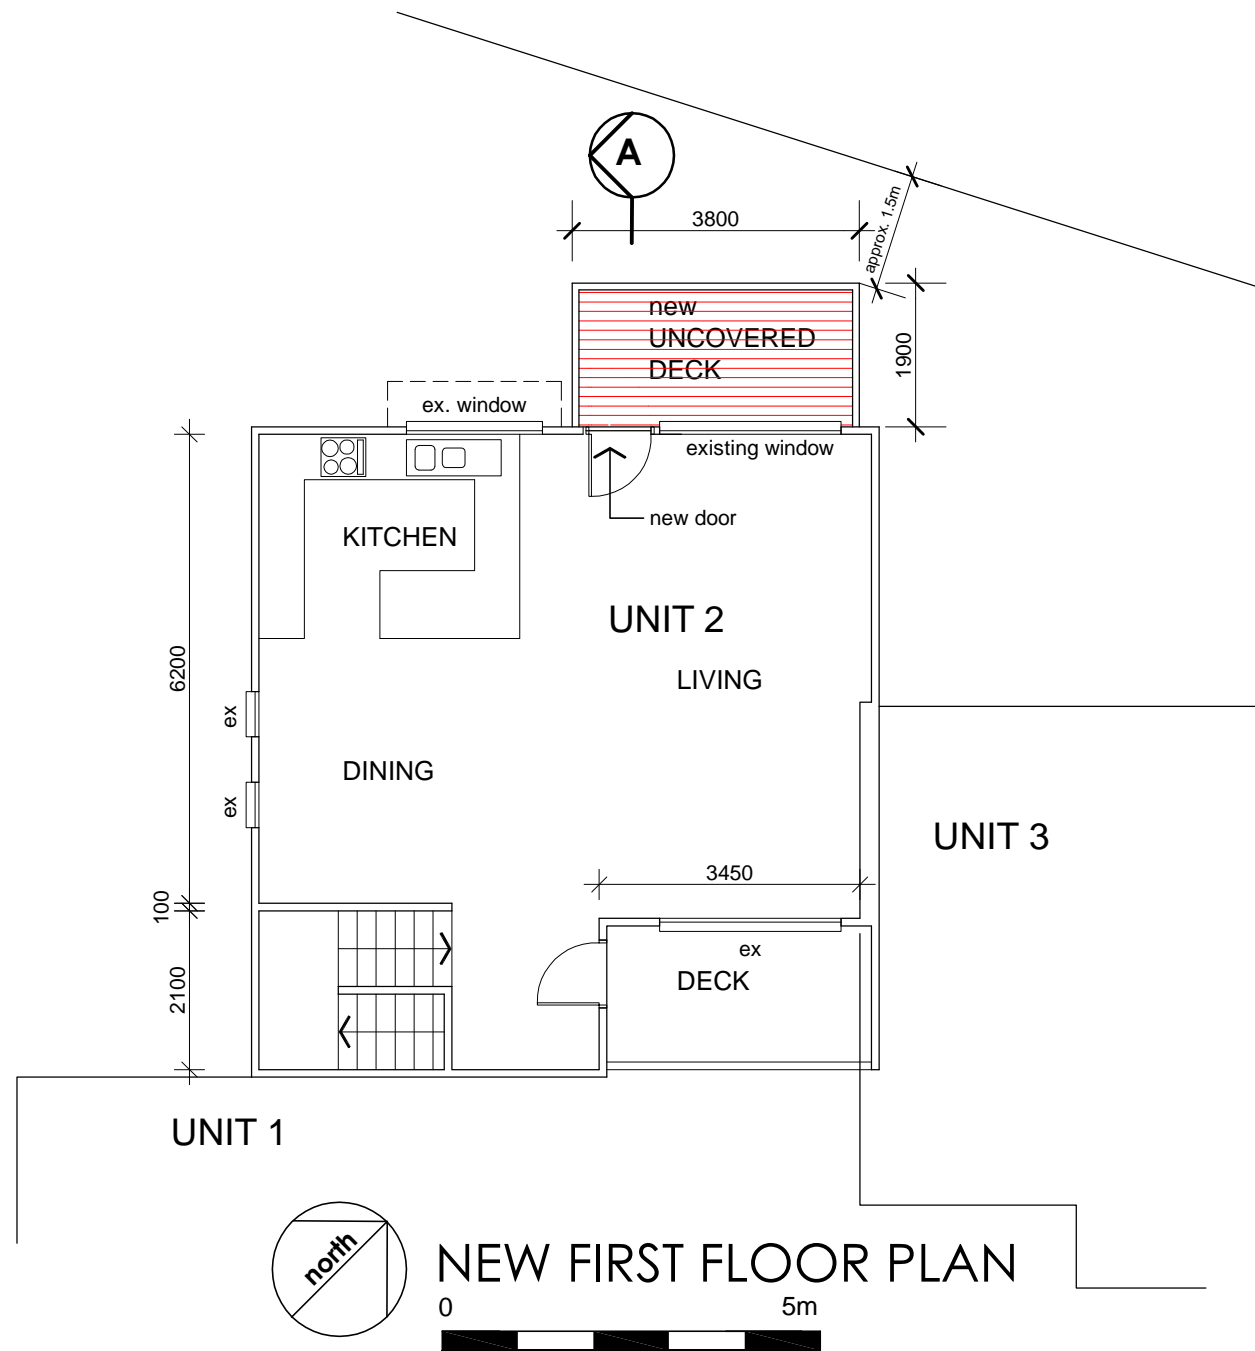 A
3800
approx. 1.5m
new
UNCOVERED
DECK
1900
ex. window
existing window
new door
KITCHEN
UNIT 2
6200
LIVING
ex
DINING
ex
UNIT 3
3450
100
ex
DECK
2100
UNIT 1
north
NEW FIRST FLOOR PLAN
0 5m